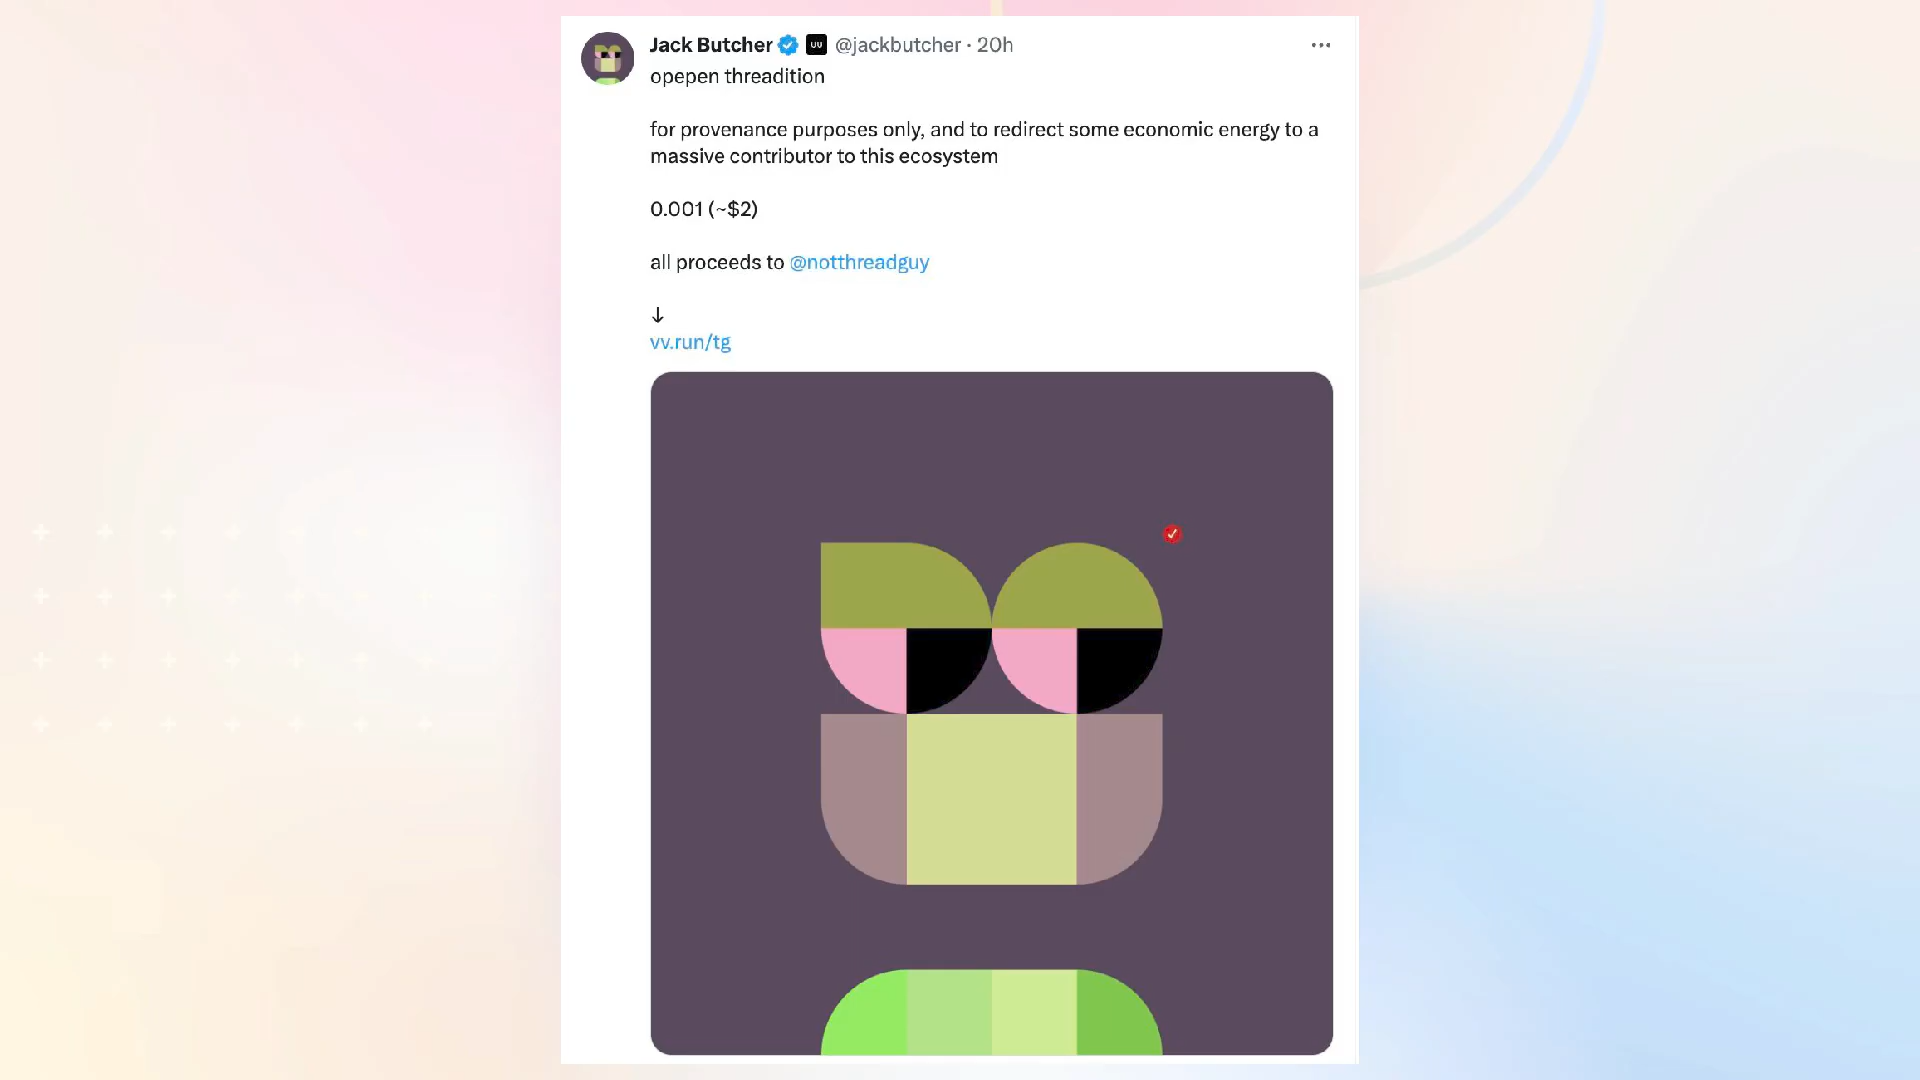 Jack Butcher @jackbutcher · 20h
opepen threadition
for provenance purposes only, and to redirect some economic energy to a
massive contributor to this ecosystem
0.001 (~$2)
all proceeds to @notthreadguy
↓
vv.run/tg